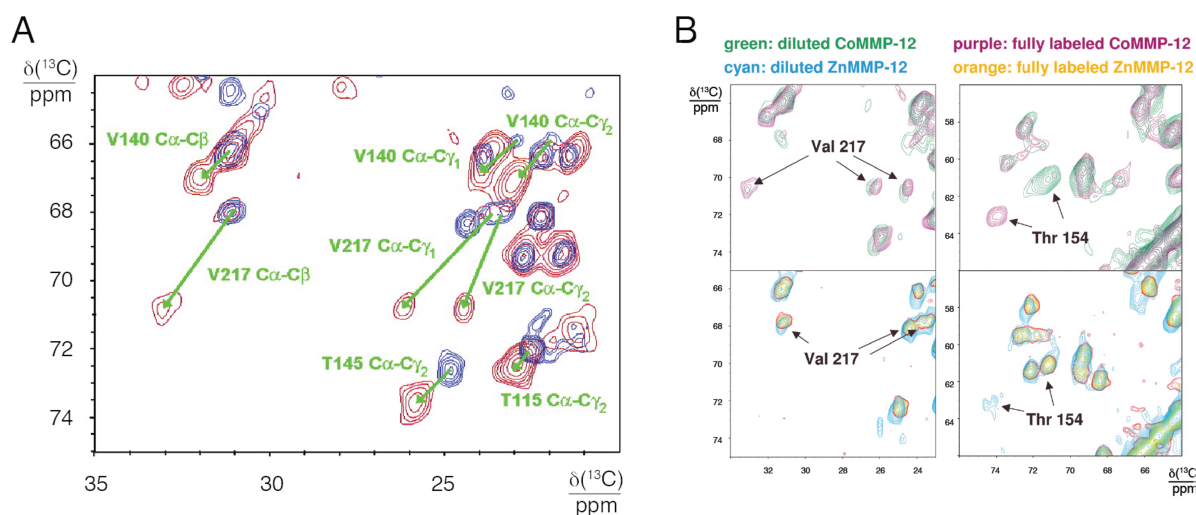 A
δ(¹³C)
ppm
66
68
70
72
74
35
30
25
δ(¹³C)
ppm
V140 Cα-Cβ
V140 Cα-Cγ₁
V140 Cα-Cγ₂
V217 Cα-Cγ₁
V217 Cα-Cβ
V217 Cα-Cγ₂
T145 Cα-Cγ₂
T115 Cα-Cγ₂
B
green: diluted CoMMP-12
purple: fully labeled CoMMP-12
cyan: diluted ZnMMP-12
orange: fully labeled ZnMMP-12
δ(¹³C)
ppm
66
68
70
72
74
Val 217
58
60
62
64
Thr 154
66
68
70
72
74
Val 217
58
60
62
64
66
Thr 154
32
30
28
26
24
74
72
70
68
66
δ(¹³C)
ppm